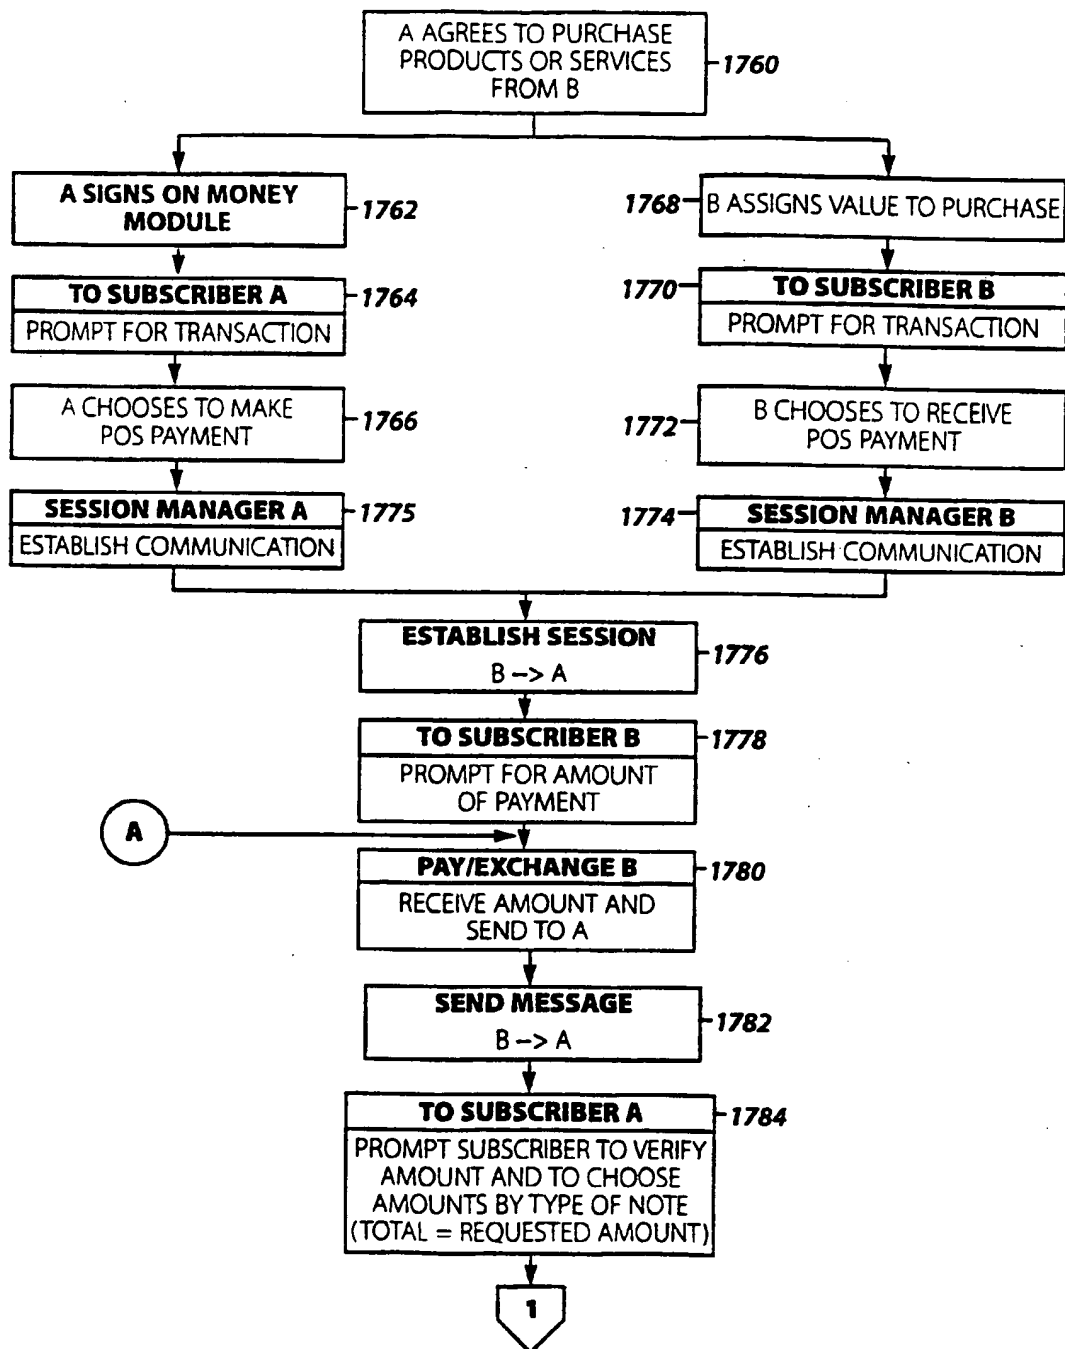 A AGREES TO PURCHASE
PRODUCTS OR SERVICES
FROM B
1760
A SIGNS ON MONEY
MODULE
1762
1768
B ASSIGNS VALUE TO PURCHASE
TO SUBSCRIBER A
PROMPT FOR TRANSACTION
1764
1770
TO SUBSCRIBER B
PROMPT FOR TRANSACTION
A CHOOSES TO MAKE
POS PAYMENT
1766
1772
B CHOOSES TO RECEIVE
POS PAYMENT
SESSION MANAGER A
ESTABLISH COMMUNICATION
1775
1774
SESSION MANAGER B
ESTABLISH COMMUNICATION
ESTABLISH SESSION
B -> A
1776
TO SUBSCRIBER B
PROMPT FOR AMOUNT
OF PAYMENT
1778
A
PAY/EXCHANGE B
RECEIVE AMOUNT AND
SEND TO A
1780
SEND MESSAGE
B -> A
1782
TO SUBSCRIBER A
PROMPT SUBSCRIBER TO VERIFY
AMOUNT AND TO CHOOSE
AMOUNTS BY TYPE OF NOTE
(TOTAL = REQUESTED AMOUNT)
1784
1